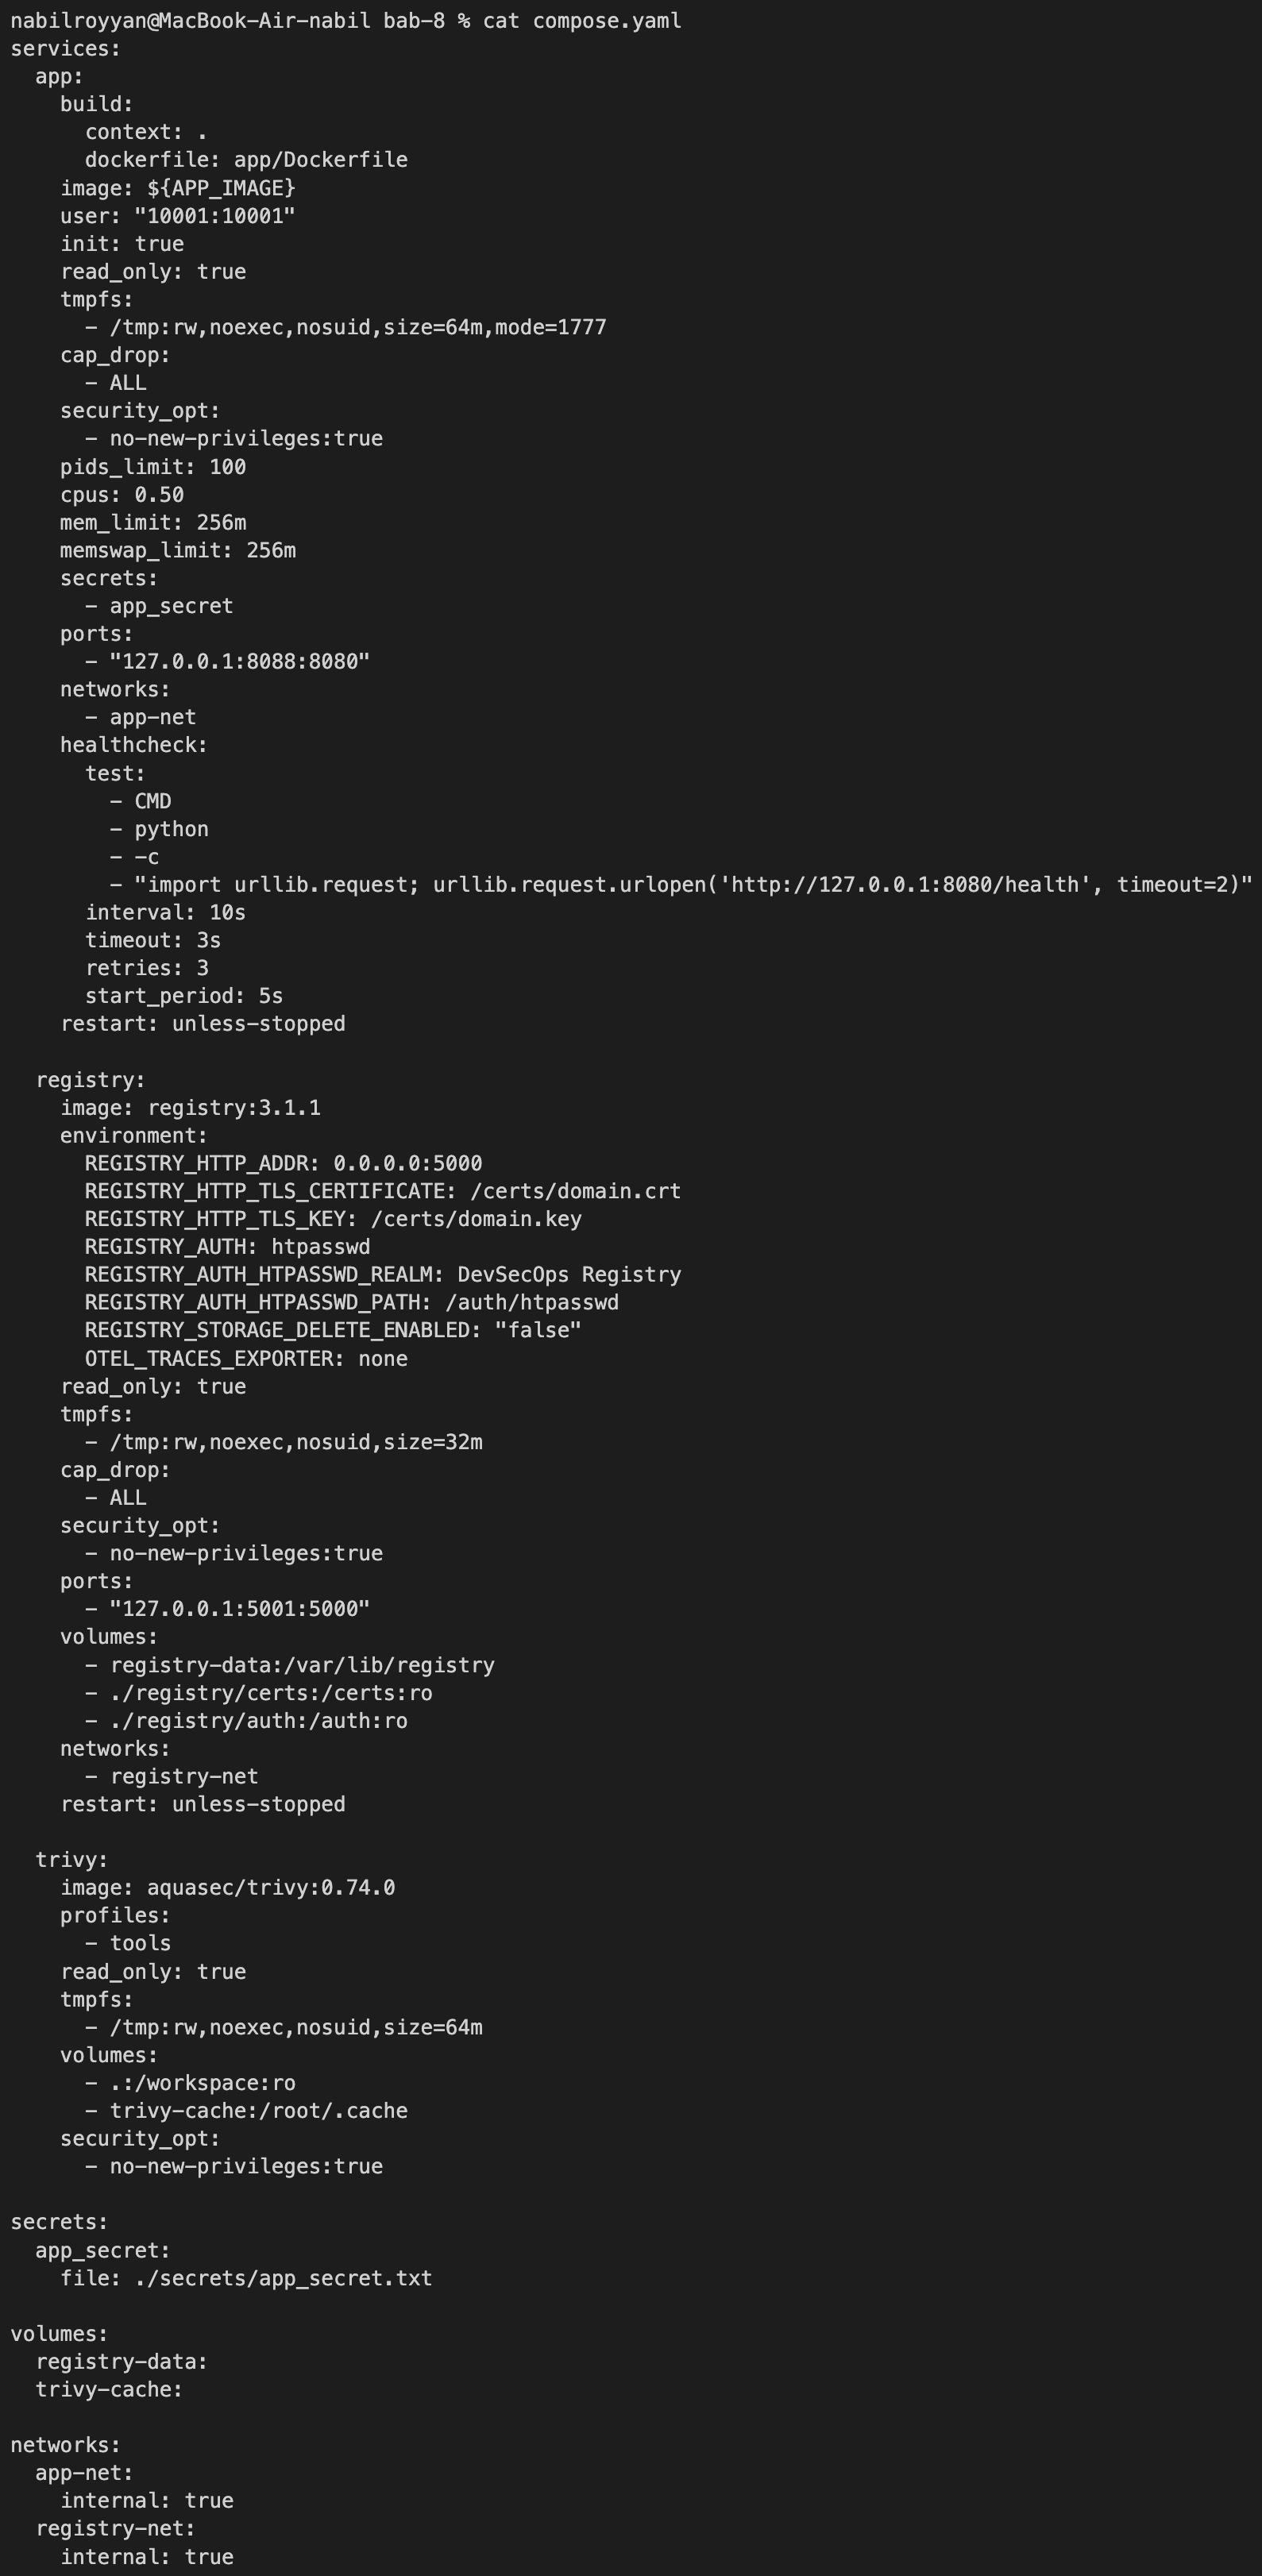 nabilroyyan@MacBook-Air-nabil bab-8 % cat compose.yaml
services:
  app:
    build:
      context: .
      dockerfile: app/Dockerfile
    image: ${APP_IMAGE}
    user: "10001:10001"
    init: true
    read_only: true
    tmpfs:
      - /tmp:rw,noexec,nosuid,size=64m,mode=1777
    cap_drop:
      - ALL
    security_opt:
      - no-new-privileges:true
    pids_limit: 100
    cpus: 0.50
    mem_limit: 256m
    memswap_limit: 256m
    secrets:
      - app_secret
    ports:
      - "127.0.0.1:8088:8080"
    networks:
      - app-net
    healthcheck:
      test:
        - CMD
        - python
        - -c
        - "import urllib.request; urllib.request.urlopen('http://127.0.0.1:8080/health', timeout=2)"
      interval: 10s
      timeout: 3s
      retries: 3
      start_period: 5s
    restart: unless-stopped

  registry:
    image: registry:3.1.1
    environment:
      REGISTRY_HTTP_ADDR: 0.0.0.0:5000
      REGISTRY_HTTP_TLS_CERTIFICATE: /certs/domain.crt
      REGISTRY_HTTP_TLS_KEY: /certs/domain.key
      REGISTRY_AUTH: htpasswd
      REGISTRY_AUTH_HTPASSWD_REALM: DevSecOps Registry
      REGISTRY_AUTH_HTPASSWD_PATH: /auth/htpasswd
      REGISTRY_STORAGE_DELETE_ENABLED: "false"
      OTEL_TRACES_EXPORTER: none
    read_only: true
    tmpfs:
      - /tmp:rw,noexec,nosuid,size=32m
    cap_drop:
      - ALL
    security_opt:
      - no-new-privileges:true
    ports:
      - "127.0.0.1:5001:5000"
    volumes:
      - registry-data:/var/lib/registry
      - ./registry/certs:/certs:ro
      - ./registry/auth:/auth:ro
    networks:
      - registry-net
    restart: unless-stopped

  trivy:
    image: aquasec/trivy:0.74.0
    profiles:
      - tools
    read_only: true
    tmpfs:
      - /tmp:rw,noexec,nosuid,size=64m
    volumes:
      - .:/workspace:ro
      - trivy-cache:/root/.cache
    security_opt:
      - no-new-privileges:true

secrets:
  app_secret:
    file: ./secrets/app_secret.txt

volumes:
  registry-data:
  trivy-cache:

networks:
  app-net:
    internal: true
  registry-net:
    internal: true